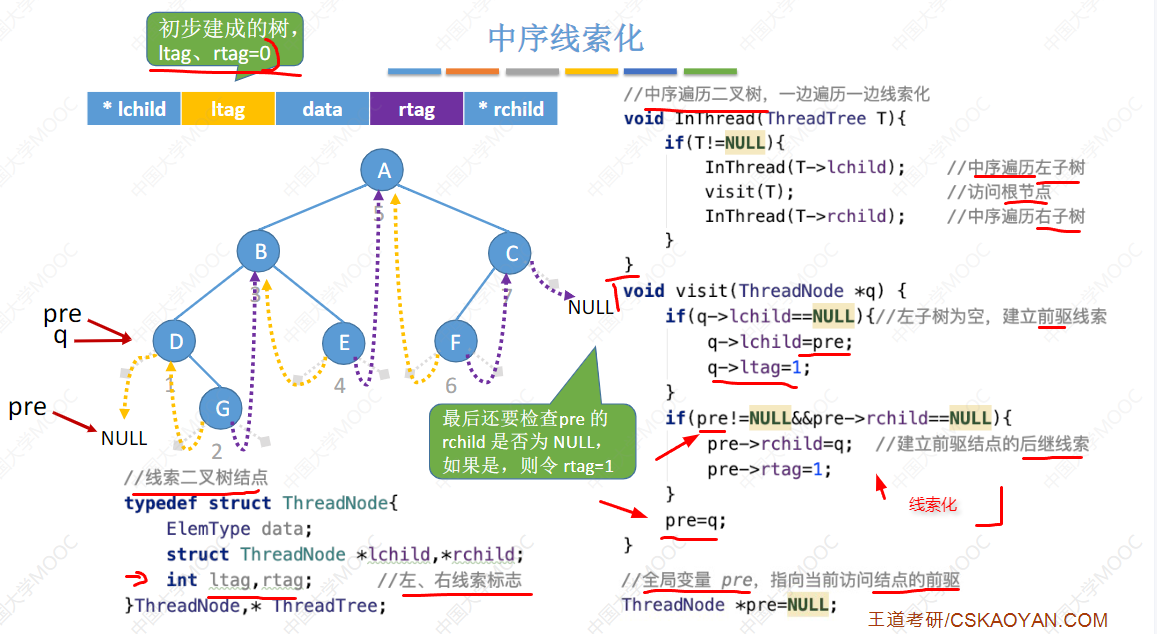 初步建成的树，
ltag、rtag=0
中序线索化
* lchild ltag data rtag * rchild
A
5
B
3
C
7
NULL
pre
q
D
1
E
4
F
6
G
2
pre
NULL
最后还要检查pre 的
rchild 是否为 NULL，
如果是，则令 rtag=1
//线索二叉树结点
typedef struct ThreadNode{
ElemType data;
struct ThreadNode *lchild,*rchild;
int ltag,rtag; //左、右线索标志
}ThreadNode,* ThreadTree;
//中序遍历二叉树，一边遍历一边线索化
void InThread(ThreadTree T){
if(T!=NULL){
InThread(T->lchild); //中序遍历左子树
visit(T); //访问根节点
InThread(T->rchild); //中序遍历右子树
}
}
void visit(ThreadNode *q) {
if(q->lchild==NULL){//左子树为空，建立前驱线索
q->lchild=pre;
q->ltag=1;
}
if(pre!=NULL&&pre->rchild==NULL){
pre->rchild=q; //建立前驱结点的后继线索
pre->rtag=1;
}
线索化
pre=q;
}
//全局变量 pre，指向当前访问结点的前驱
ThreadNode *pre=NULL;
王道考研/CSKAOYAN.COM
中国大学MOOC